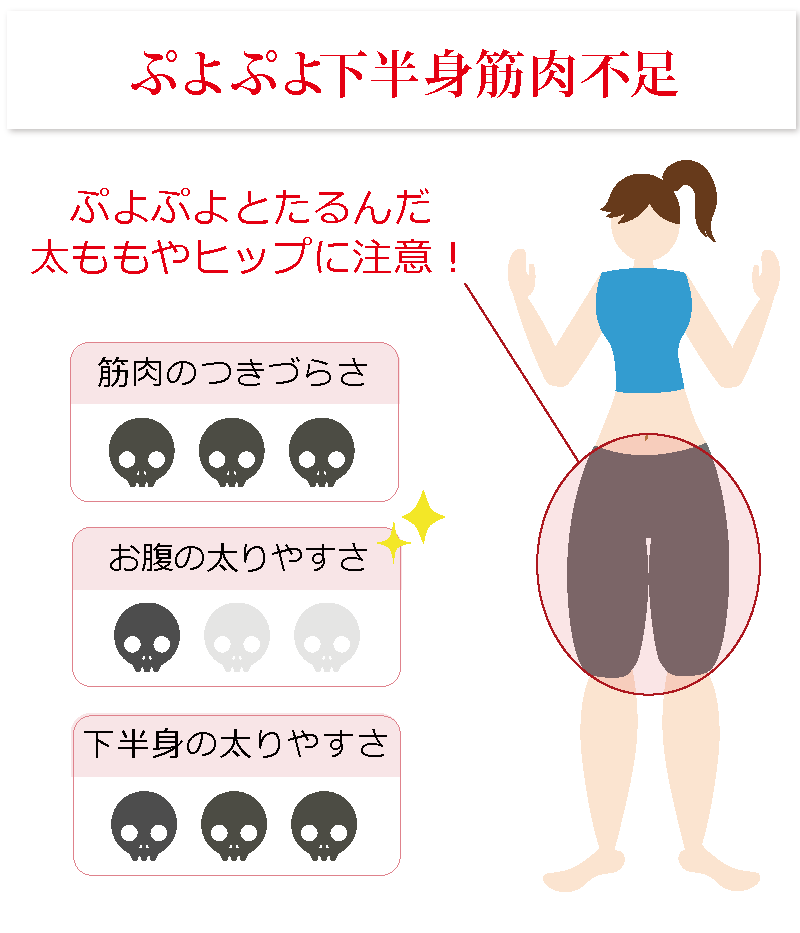 ぷよぷよ下半身筋肉不足
ぷよぷよとたるんだ
太ももやヒップに注意！
筋肉のつきづらさ
お腹の太りやすさ
下半身の太りやすさ